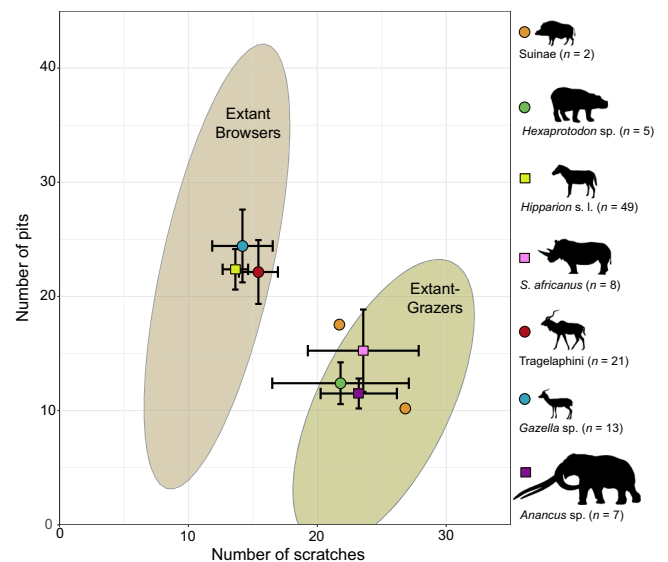 Extant
Browsers
Extant-
Grazers
Number of pits
40
30
20
10
0
0
10
20
30
Number of scratches
Suinae (n = 2)
Hexaprotodon sp. (n = 5)
Hipparion s. l. (n = 49)
S. africanus (n = 8)
Tragelaphini (n = 21)
Gazella sp. (n = 13)
Anancus sp. (n = 7)